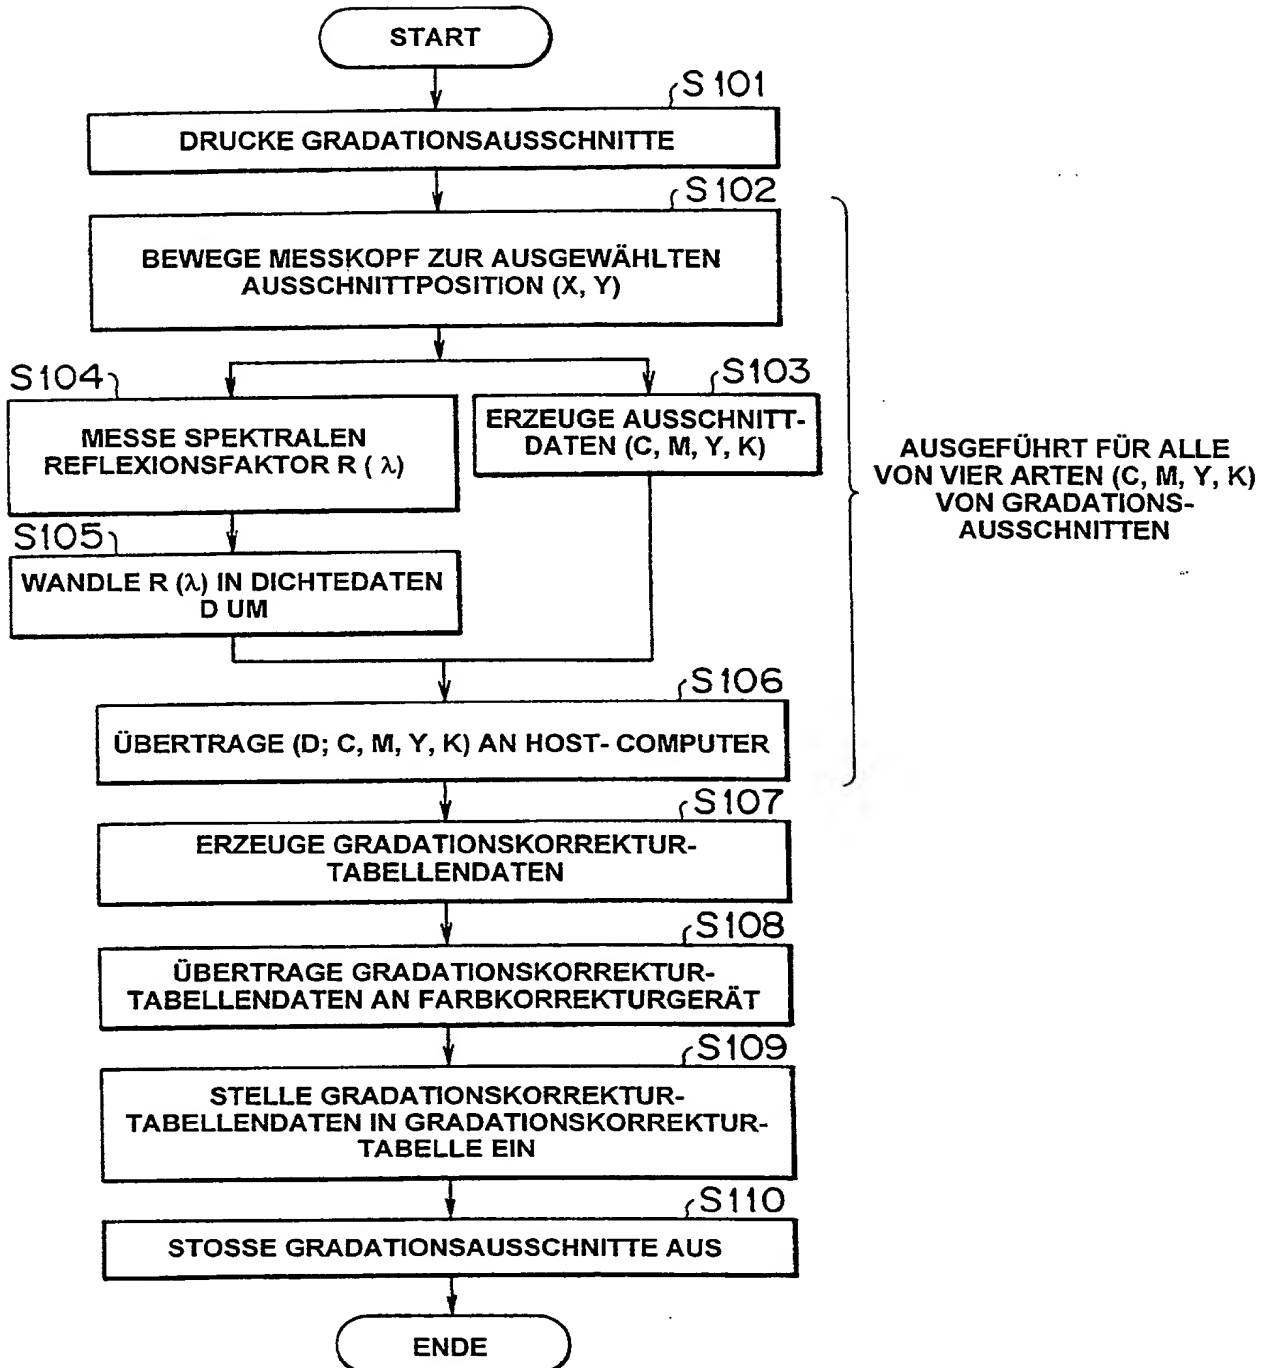 START
S101
DRUCKE GRADATIONSAUSSCHNITTE
S102
BEWEGE MESSKOPF ZUR AUSGEWÄHLTEN
AUSSCHNITTPOSITION (X, Y)
S104
MESSE SPEKTRALEN
REFLEXIONSFAKTOR R ( λ)
S103
ERZEUGE AUSSCHNITT-
DATEN (C, M, Y, K)
S105
WANDLE R (λ) IN DICHTEDATEN
D UM
S106
ÜBERTRAGE (D; C, M, Y, K) AN HOST- COMPUTER
AUSGEFÜHRT FÜR ALLE
VON VIER ARTEN (C, M, Y, K)
VON GRADATIONS-
AUSSCHNITTEN
S107
ERZEUGE GRADATIONSKORREKTUR-
TABELLENDATEN
S108
ÜBERTRAGE GRADATIONSKORREKTUR-
TABELLENDATEN AN FARBKORREKTURGERÄT
S109
STELLE GRADATIONSKORREKTUR-
TABELLENDATEN IN GRADATIONSKORREKTUR-
TABELLE EIN
S110
STOSSE GRADATIONSAUSSCHNITTE AUS
ENDE